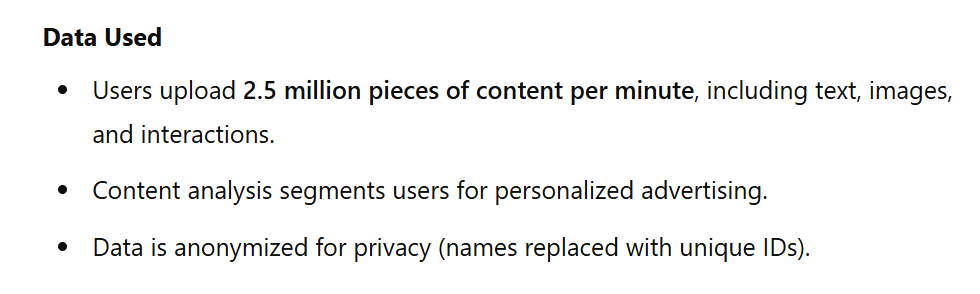 Data Used
• Users upload 2.5 million pieces of content per minute, including text, images,
and interactions.
• Content analysis segments users for personalized advertising.
• Data is anonymized for privacy (names replaced with unique IDs).